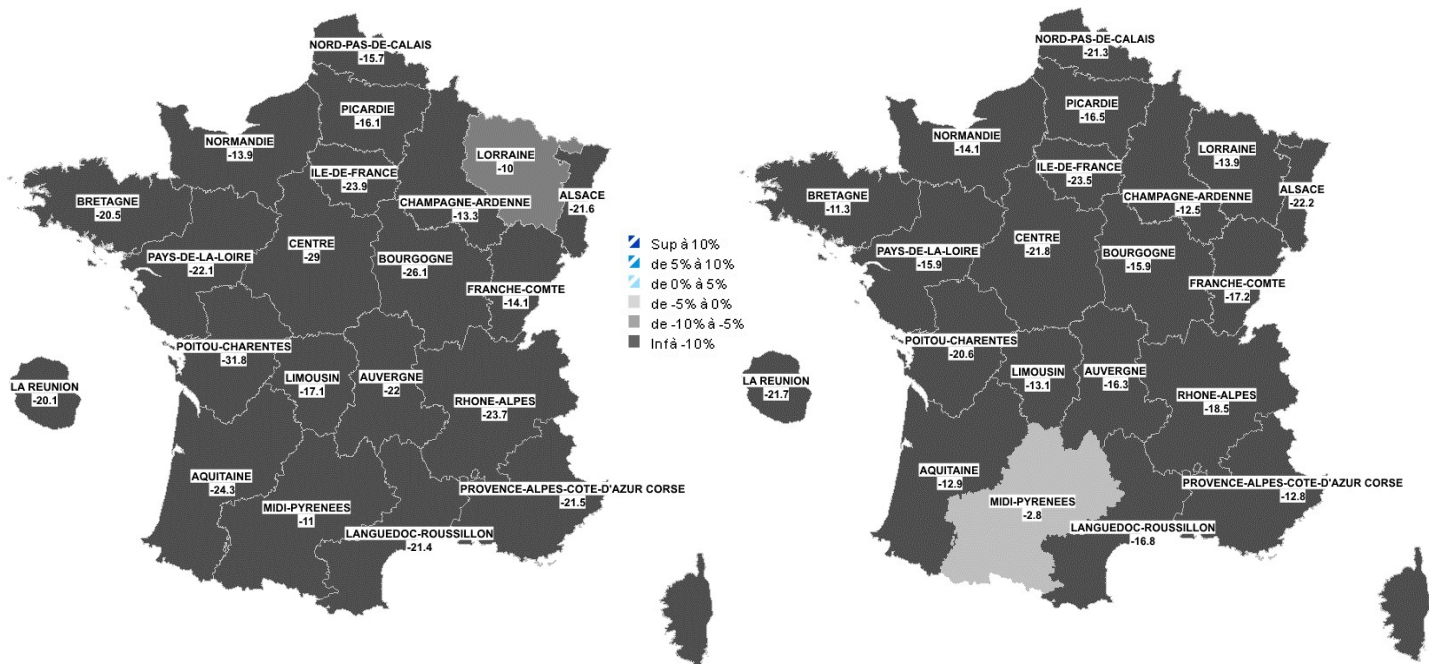 NORD-PAS-DE-CALAIS
-15.7
PICARDIE
-16.1
NORMANDIE
-13.9
LORRAINE
-10
ILE-DE-FRANCE
-23.9
ALSACE
-21.6
BRETAGNE
-20.5
CHAMPAGNE-ARDENNE
-13.3
CENTRE
-29
PAYS-DE-LA-LOIRE
-22.1
BOURGOGNE
-26.1
FRANCHE-COMTE
-14.1
POITOU-CHARENTES
-31.8
LIMOUSIN
-17.1
AUVERGNE
-22
LA REUNION
-20.1
RHONE-ALPES
-23.7
AQUITAINE
-24.3
PROVENCE-ALPES-COTE-D'AZUR CORSE
-21.5
MIDI-PYRENEES
-11
LANGUEDOC-ROUSSILLON
-21.4
Sup à 10%
de 5% à 10%
de 0% à 5%
de -5% à 0%
de -10% à -5%
Inf à -10%
NORD-PAS-DE-CALAIS
-21.3
PICARDIE
-16.5
NORMANDIE
-14.1
LORRAINE
-13.9
ILE-DE-FRANCE
-23.5
ALSACE
-22.2
BRETAGNE
-11.3
CHAMPAGNE-ARDENNE
-12.5
CENTRE
-21.8
PAYS-DE-LA-LOIRE
-15.9
BOURGOGNE
-15.9
FRANCHE-COMTE
-17.2
POITOU-CHARENTES
-20.6
LIMOUSIN
-13.1
AUVERGNE
-16.3
LA REUNION
-21.7
RHONE-ALPES
-18.5
AQUITAINE
-12.9
PROVENCE-ALPES-COTE-D'AZUR CORSE
-12.8
MIDI-PYRENEES
-2.8
LANGUEDOC-ROUSSILLON
-16.8